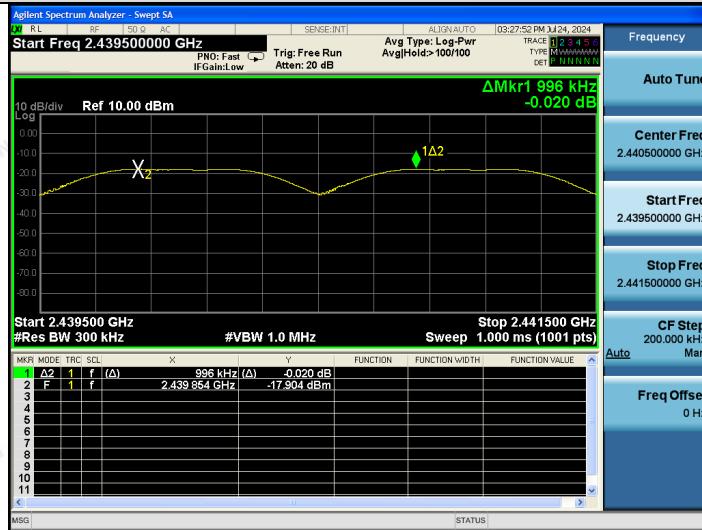 Agilent Spectrum Analyzer - Swept SA
LXI RL RF 50 Ω AC SENSE:INT ALIGNAUTO 03:27:52 PM Jul 24, 2024
Start Freq 2.439500000 GHz
PNO: Fast
IFGain:Low
Trig: Free Run
Atten: 20 dB
Avg Type: Log-Pwr
Avg|Hold:> 100/100
TRACE 1 2 3 4 5 6
TYPE MWWWWW
DET P N N N N N
ΔMkr1 996 kHz
-0.020 dB
10 dB/div Ref 10.00 dBm
Log
0.00
-10.0
-20.0
-30.0
-40.0
-50.0
-60.0
-70.0
-80.0
X2
1Δ2
Start 2.439500 GHz Stop 2.441500 GHz
#Res BW 300 kHz #VBW 1.0 MHz Sweep 1.000 ms (1001 pts)
MKR MODE TRC SCL X Y FUNCTION FUNCTION WIDTH FUNCTION VALUE
1 Δ2 1 f (Δ) 996 kHz (Δ) -0.020 dB
2 F 1 f 2.439 854 GHz -17.904 dBm
3
4
5
6
7
8
9
10
11
MSG STATUS
Frequency
Auto Tune
Center Freq
2.440500000 GHz
Start Freq
2.439500000 GHz
Stop Freq
2.441500000 GHz
CF Step
200.000 kHz
Auto Man
Freq Offset
0 Hz